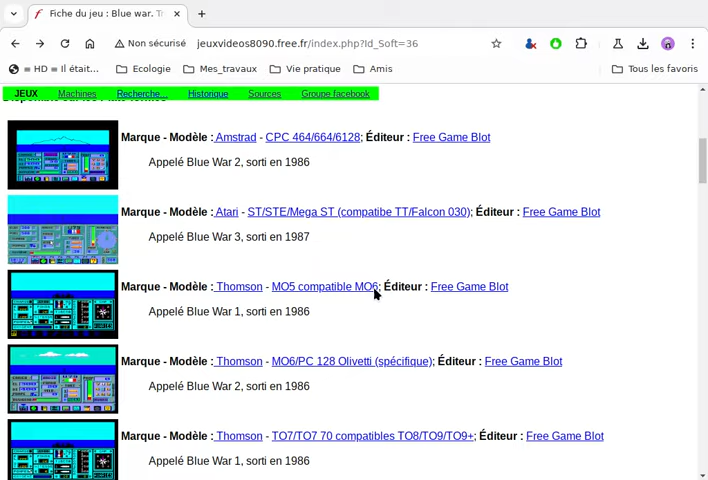 Fiche du jeu : Blue war. Tr
Non sécurisé jeuxvideos8090.free.fr/index.php?Id_Soft=36
= HD = Il était… Ecologie Mes_travaux Vie pratique Amis Tous les favoris
JEUX Machines Recherche... Historique Sources Groupe facebook
Marque - Modèle : Amstrad - CPC 464/664/6128; Éditeur : Free Game Blot
Appelé Blue War 2, sorti en 1986
Marque - Modèle : Atari - ST/STE/Mega ST (compatibe TT/Falcon 030); Éditeur : Free Game Blot
Appelé Blue War 3, sorti en 1987
Marque - Modèle : Thomson - MO5 compatible MO6; Éditeur : Free Game Blot
Appelé Blue War 1, sorti en 1986
Marque - Modèle : Thomson - MO6/PC 128 Olivetti (spécifique); Éditeur : Free Game Blot
Appelé Blue War 2, sorti en 1986
Marque - Modèle : Thomson - TO7/TO7 70 compatibles TO8/TO9/TO9+; Éditeur : Free Game Blot
Appelé Blue War 1, sorti en 1986